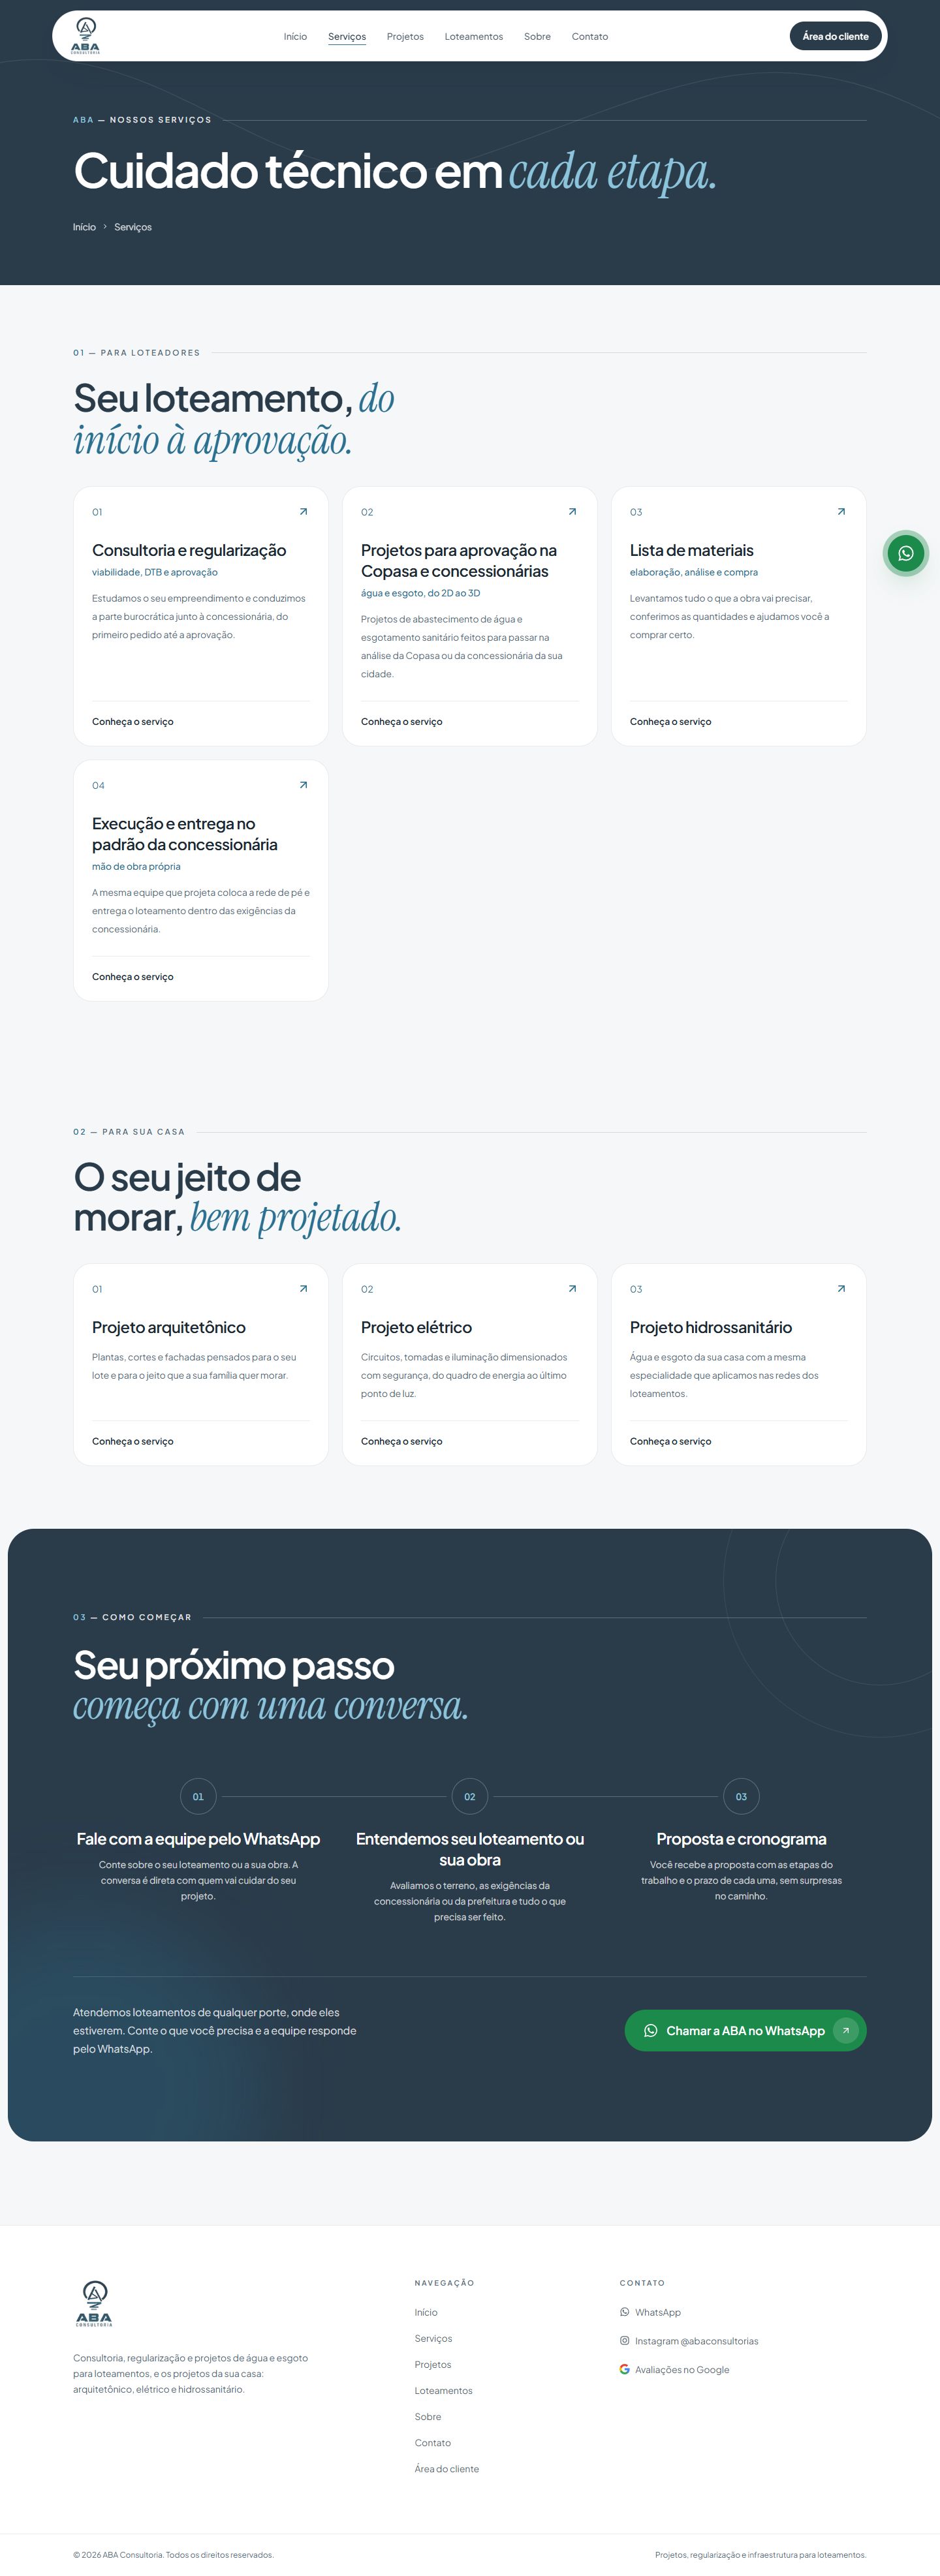 ABA
CONSULTORIA
Início
Serviços
Projetos
Loteamentos
Sobre
Contato
Área do cliente
ABA — NOSSOS SERVIÇOS
Cuidado técnico em cada etapa.
Início > Serviços
01 — PARA LOTEADORES
Seu loteamento, do
início à aprovação.
01
Consultoria e regularização
viabilidade, DTB e aprovação
Estudamos o seu empreendimento e conduzimos
a parte burocrática junto à concessionária, do
primeiro pedido até a aprovação.
Conheça o serviço
02
Projetos para aprovação na
Copasa e concessionárias
água e esgoto, do 2D ao 3D
Projetos de abastecimento de água e
esgotamento sanitário feitos para passar na
análise da Copasa ou da concessionária da sua
cidade.
Conheça o serviço
03
Lista de materiais
elaboração, análise e compra
Levantamos tudo o que a obra vai precisar,
conferimos as quantidades e ajudamos você a
comprar certo.
Conheça o serviço
04
Execução e entrega no
padrão da concessionária
mão de obra própria
A mesma equipe que projeta coloca a rede de pé e
entrega o loteamento dentro das exigências da
concessionária.
Conheça o serviço
02 — PARA SUA CASA
O seu jeito de
morar, bem projetado.
01
Projeto arquitetônico
Plantas, cortes e fachadas pensados para o seu
lote e para o jeito que a sua família quer morar.
Conheça o serviço
02
Projeto elétrico
Circuitos, tomadas e iluminação dimensionados
com segurança, do quadro de energia ao último
ponto de luz.
Conheça o serviço
03
Projeto hidrossanitário
Água e esgoto da sua casa com a mesma
especialidade que aplicamos nas redes dos
loteamentos.
Conheça o serviço
03 — COMO COMEÇAR
Seu próximo passo
começa com uma conversa.
01
Fale com a equipe pelo WhatsApp
Conte sobre o seu loteamento ou a sua obra. A
conversa é direta com quem vai cuidar do seu
projeto.
02
Entendemos seu loteamento ou
sua obra
Avaliamos o terreno, as exigências da
concessionária ou da prefeitura e tudo o que
precisa ser feito.
03
Proposta e cronograma
Você recebe a proposta com as etapas do
trabalho e o prazo de cada uma, sem surpresas
no caminho.
Atendemos loteamentos de qualquer porte, onde eles
estiverem. Conte o que você precisa e a equipe responde
pelo WhatsApp.
Chamar a ABA no WhatsApp
ABA
CONSULTORIA
Consultoria, regularização e projetos de água e esgoto
para loteamentos, e os projetos da sua casa:
arquitetônico, elétrico e hidrossanitário.
NAVEGAÇÃO
Início
Serviços
Projetos
Loteamentos
Sobre
Contato
Área do cliente
CONTATO
WhatsApp
Instagram @abaconsultorias
Avaliações no Google
© 2026 ABA Consultoria. Todos os direitos reservados.
Projetos, regularização e infraestrutura para loteamentos.